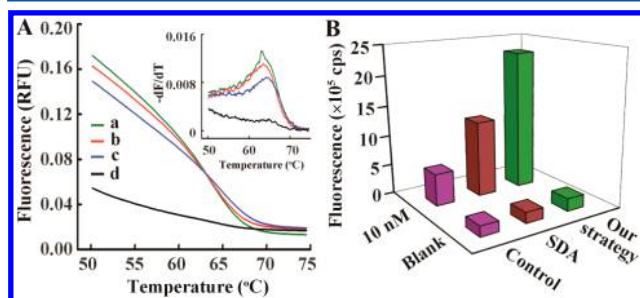 A
Fluorescence (RFU)
0.20
0.16
0.12
0.08
0.04
0.00
50 55 60 65 70 75
Temperature (°C)
a
b
c
d
-dF/dT
0,016
0,008
0
50 60 70
Temperature (°C)
B
Fluorescence (×10⁵ cps)
25
20
15
10
5
0
10 nM
Blank
Control
SDA
Our
strategy